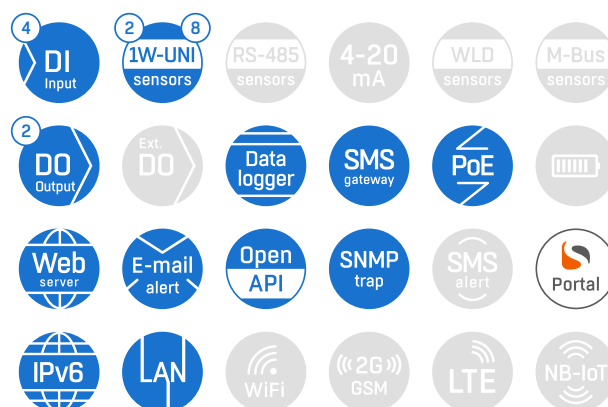 4
DI
Input
2
8
1W-UNI
sensors
RS-485
sensors
4-20
mA
WLD
sensors
M-Bus
sensors
2
DO
Output
Ext.
DO
Data
logger
SMS
gateway
PoE
Web
server
E-mail
alert
Open
API
SNMP
trap
SMS
alert
Portal
IPv6
LAN
WiFi
2G
GSM
LTE
NB-IoT